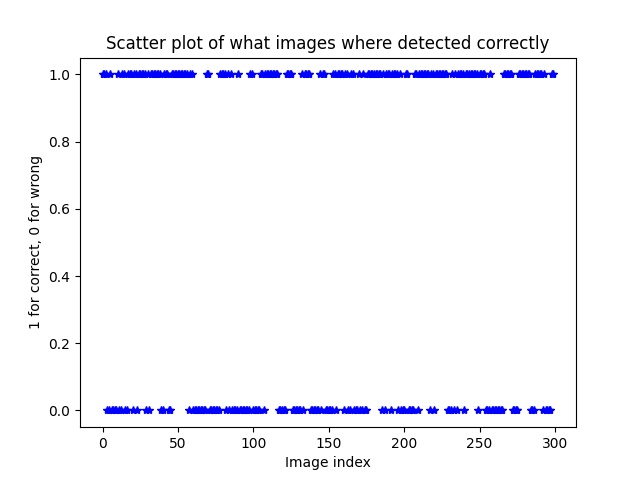 Scatter plot of what images where detected correctly
1.0
0.8
0.6
0.4
0.2
0.0
1 for correct, 0 for wrong
0 50 100 150 200 250 300
Image index